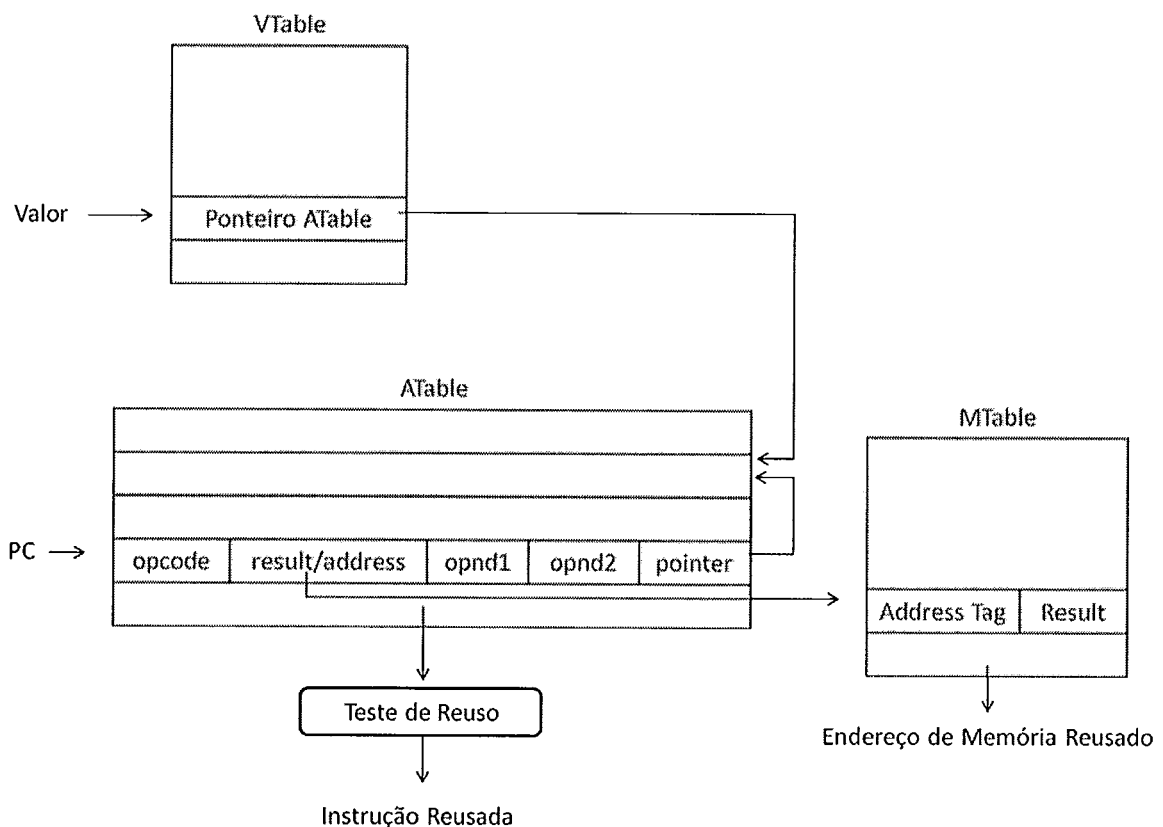 VTable
Valor
Ponteiro ATable
ATable
MTable
PC
opcode result/address opnd1 opnd2 pointer
Address Tag Result
Teste de Reuso
Endereço de Memória Reusado
Instrução Reusada